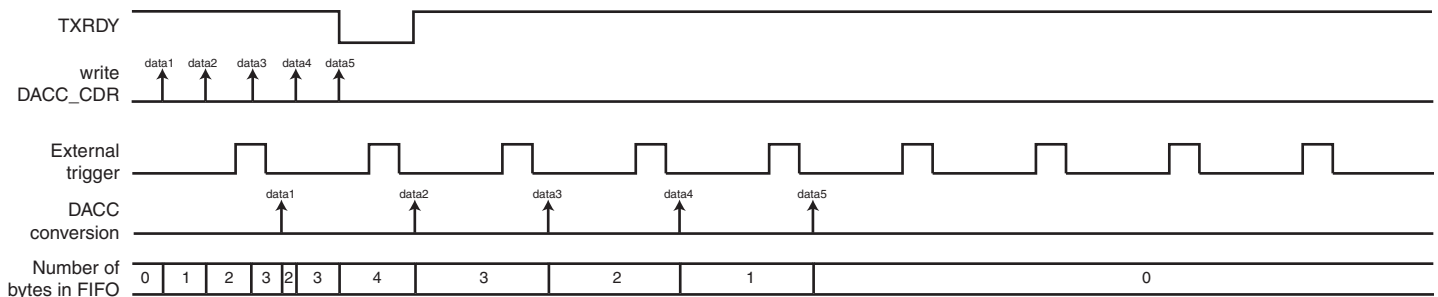 TXRDY
data1 data2 data3 data4 data5
write
DACC_CDR
External
trigger
data1 data2 data3 data4 data5
DACC
conversion
Number of
bytes in FIFO
0 1 2 3 2 3 4 3 2 1 0